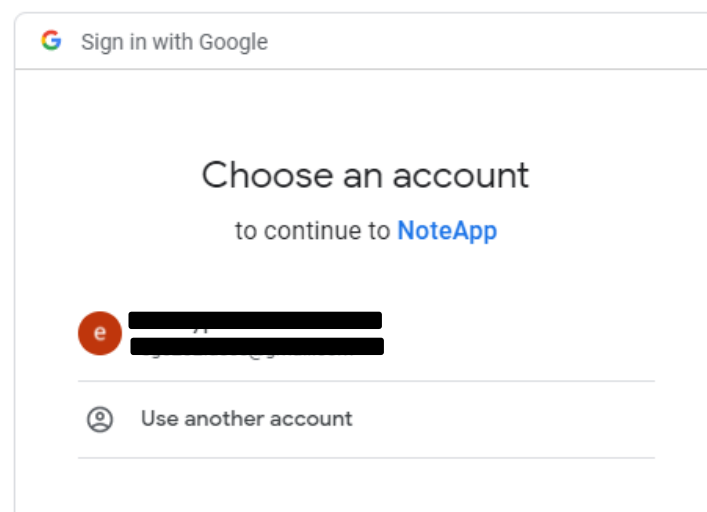 Sign in with Google
Choose an account
to continue to NoteApp
e
Use another account